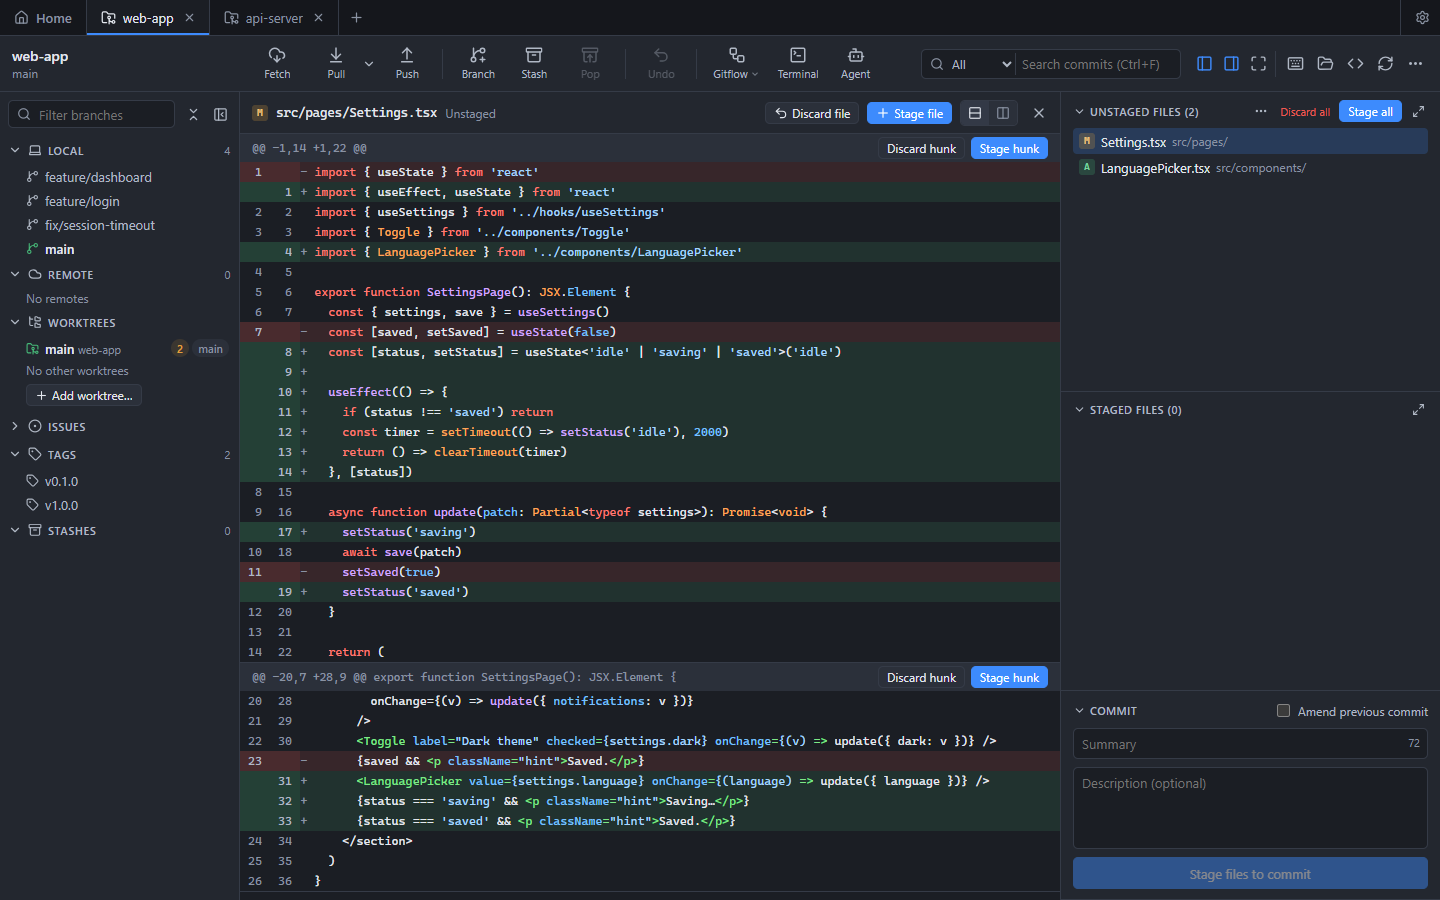 Home
web-app
api-server
web-app
main
Fetch
Pull
Push
Branch
Stash
Pop
Undo
Gitflow
Terminal
Agent
All
Search commits (Ctrl+F)
Filter branches
LOCAL 4
feature/dashboard
feature/login
fix/session-timeout
main
REMOTE 0
No remotes
WORKTREES
main web-app 2 main
No other worktrees
Add worktree...
ISSUES
TAGS 2
v0.1.0
v1.0.0
STASHES 0
M src/pages/Settings.tsx Unstaged
Discard file
Stage file
@@ -1,14 +1,22 @@
Discard hunk
Stage hunk
1 - import { useState } from 'react'
1 + import { useEffect, useState } from 'react'
2 2 import { useSettings } from '../hooks/useSettings'
3 3 import { Toggle } from '../components/Toggle'
4 + import { LanguagePicker } from '../components/LanguagePicker'
4 5
5 6 export function SettingsPage(): JSX.Element {
6 7 const { settings, save } = useSettings()
7 - const [saved, setSaved] = useState(false)
8 + const [status, setStatus] = useState<'idle' | 'saving' | 'saved'>('idle')
9 +
10 + useEffect(() => {
11 + if (status !== 'saved') return
12 + const timer = setTimeout(() => setStatus('idle'), 2000)
13 + return () => clearTimeout(timer)
14 + }, [status])
8 15
9 16 async function update(patch: Partial<typeof settings>): Promise<void> {
17 + setStatus('saving')
10 18 await save(patch)
11 - setSaved(true)
19 + setStatus('saved')
12 20 }
13 21
14 22 return (
@@ -20,7 +28,9 @@ export function SettingsPage(): JSX.Element {
Discard hunk
Stage hunk
20 28 onChange={(v) => update({ notifications: v })}
21 29 />
22 30 <Toggle label="Dark theme" checked={settings.dark} onChange={(v) => update({ dark: v })} />
23 - {saved && <p className="hint">Saved.</p>}
31 + <LanguagePicker value={settings.language} onChange={(language) => update({ language })} />
32 + {status === 'saving' && <p className="hint">Saving…</p>}
33 + {status === 'saved' && <p className="hint">Saved.</p>}
24 34 </section>
25 35 )
26 36 }
UNSTAGED FILES (2)
Discard all
Stage all
M Settings.tsx src/pages/
A LanguagePicker.tsx src/components/
STAGED FILES (0)
COMMIT
Amend previous commit
Summary 72
Description (optional)
Stage files to commit